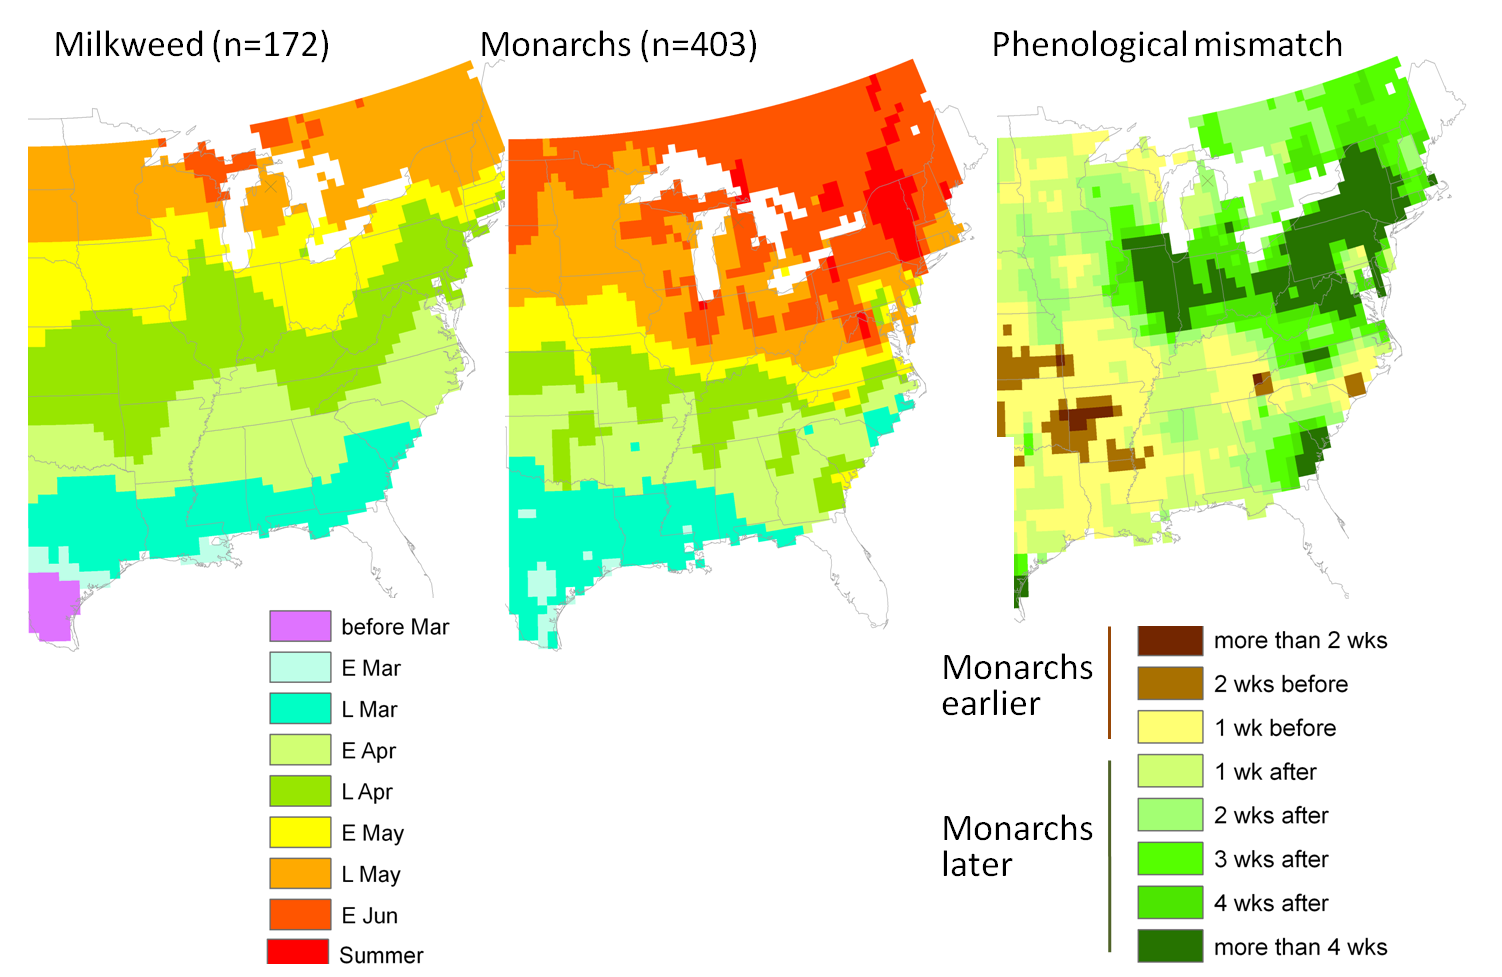 Milkweed (n=172)
Monarchs (n=403)
Phenological mismatch
before Mar
E Mar
L Mar
E Apr
L Apr
E May
L May
E Jun
Summer
Monarchs
earlier
more than 2 wks
2 wks before
1 wk before
Monarchs
later
1 wk after
2 wks after
3 wks after
4 wks after
more than 4 wks